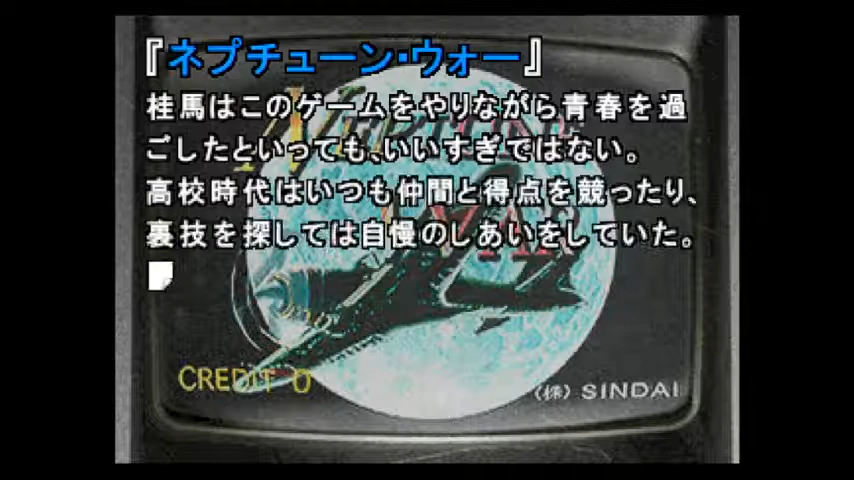 『ネプチューン・ウォー』
桂馬はこのゲームをやりながら青春を過
ごしたといっても、いいすぎではない。
高校時代はいつも仲間と得点を競ったり、
裏技を探しては自慢のしあいをしていた。
NEPTUNE
WAR
CREDIT 0
(株) SINDAI